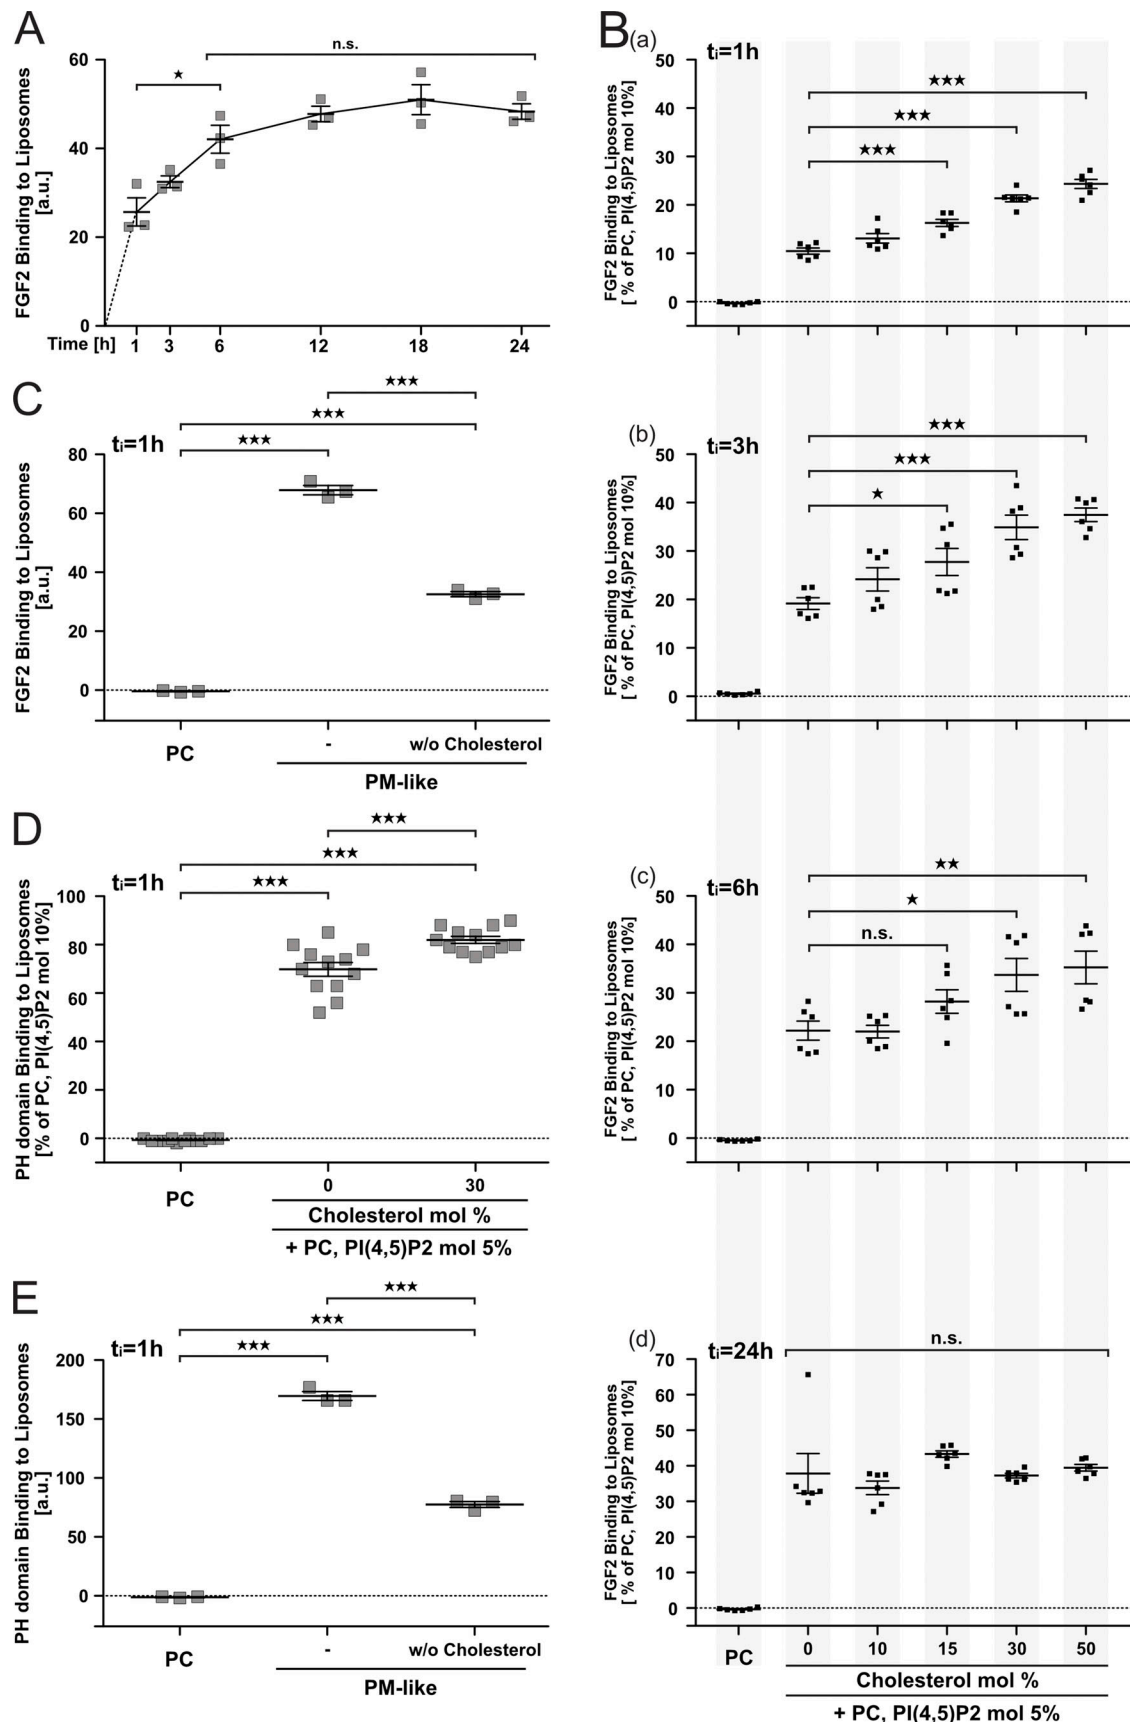 A
n.s.
★
FGF2 Binding to Liposomes
[a.u.]
60
40
20
0
Time [h]
1
3
6
12
18
24
B
(a)
tᵢ=1h
★★★
★★★
★★★
FGF2 Binding to Liposomes
[ % of PC, PI(4,5)P2 mol 10%]
50
40
30
20
10
0
C
★★★
★★★
★★★
tᵢ=1h
FGF2 Binding to Liposomes
[a.u.]
80
60
40
20
0
PC
-
w/o Cholesterol
PM-like
(b)
tᵢ=3h
★★★
★★★
★
FGF2 Binding to Liposomes
[ % of PC, PI(4,5)P2 mol 10%]
50
40
30
20
10
0
D
★★★
★★★
★★★
tᵢ=1h
PH domain Binding to Liposomes
[% of PC, PI(4,5)P2 mol 10%]
100
80
60
40
20
0
PC
0
30
Cholesterol mol %
+ PC, PI(4,5)P2 mol 5%
(c)
tᵢ=6h
★★
★
n.s.
FGF2 Binding to Liposomes
[ % of PC, PI(4,5)P2 mol 10%]
50
40
30
20
10
0
E
★★★
★★★
★★★
tᵢ=1h
PH domain Binding to Liposomes
[a.u.]
200
150
100
50
0
PC
-
w/o Cholesterol
PM-like
(d)
tᵢ=24h
n.s.
FGF2 Binding to Liposomes
[ % of PC, PI(4,5)P2 mol 10%]
70
60
50
40
30
20
10
0
PC
0
10
15
30
50
Cholesterol mol %
+ PC, PI(4,5)P2 mol 5%